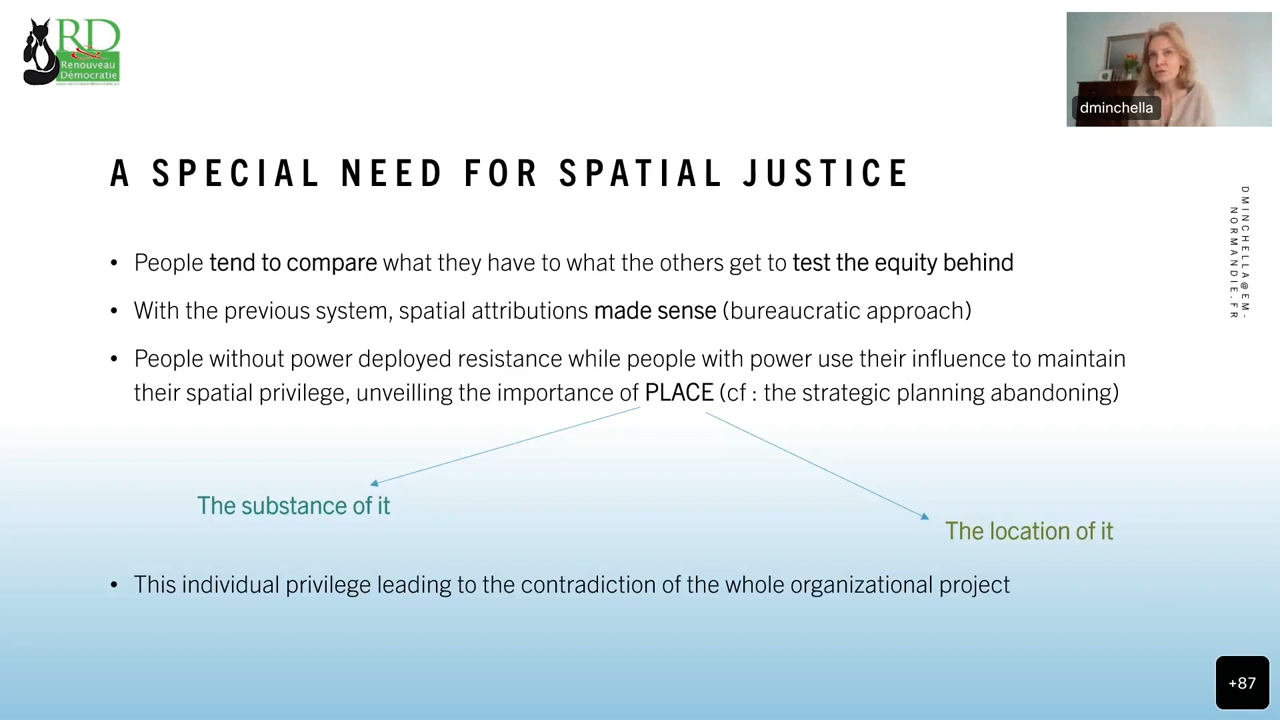 RD
Renouveau
Démocratie
dminchella
A SPECIAL NEED FOR SPATIAL JUSTICE
DMINCHELLA@EM-
NORMANDIE.FR
• People tend to compare what they have to what the others get to test the equity behind
• With the previous system, spatial attributions made sense (bureaucratic approach)
• People without power deployed resistance while people with power use their influence to maintain
their spatial privilege, unveilling the importance of PLACE (cf : the strategic planning abandoning)
The substance of it
The location of it
• This individual privilege leading to the contradiction of the whole organizational project
+87